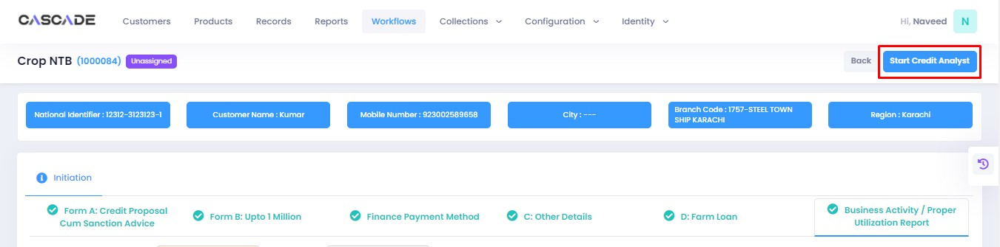 CASCADE Customers Products Records Reports Workflows Collections Configuration Identity Hi, Naveed N
Crop NTB (1000084) Unassigned Back Start Credit Analyst
National Identifier : 12312-3123123-1
Customer Name : Kumar
Mobile Number : 923002589658
City : ---
Branch Code : 1757-STEEL TOWN
SHIP KARACHI
Region : Karachi
Initiation
Form A: Credit Proposal
Cum Sanction Advice
Form B: Upto 1 Million
Finance Payment Method
C: Other Details
D: Farm Loan
Business Activity / Proper
Utilization Report